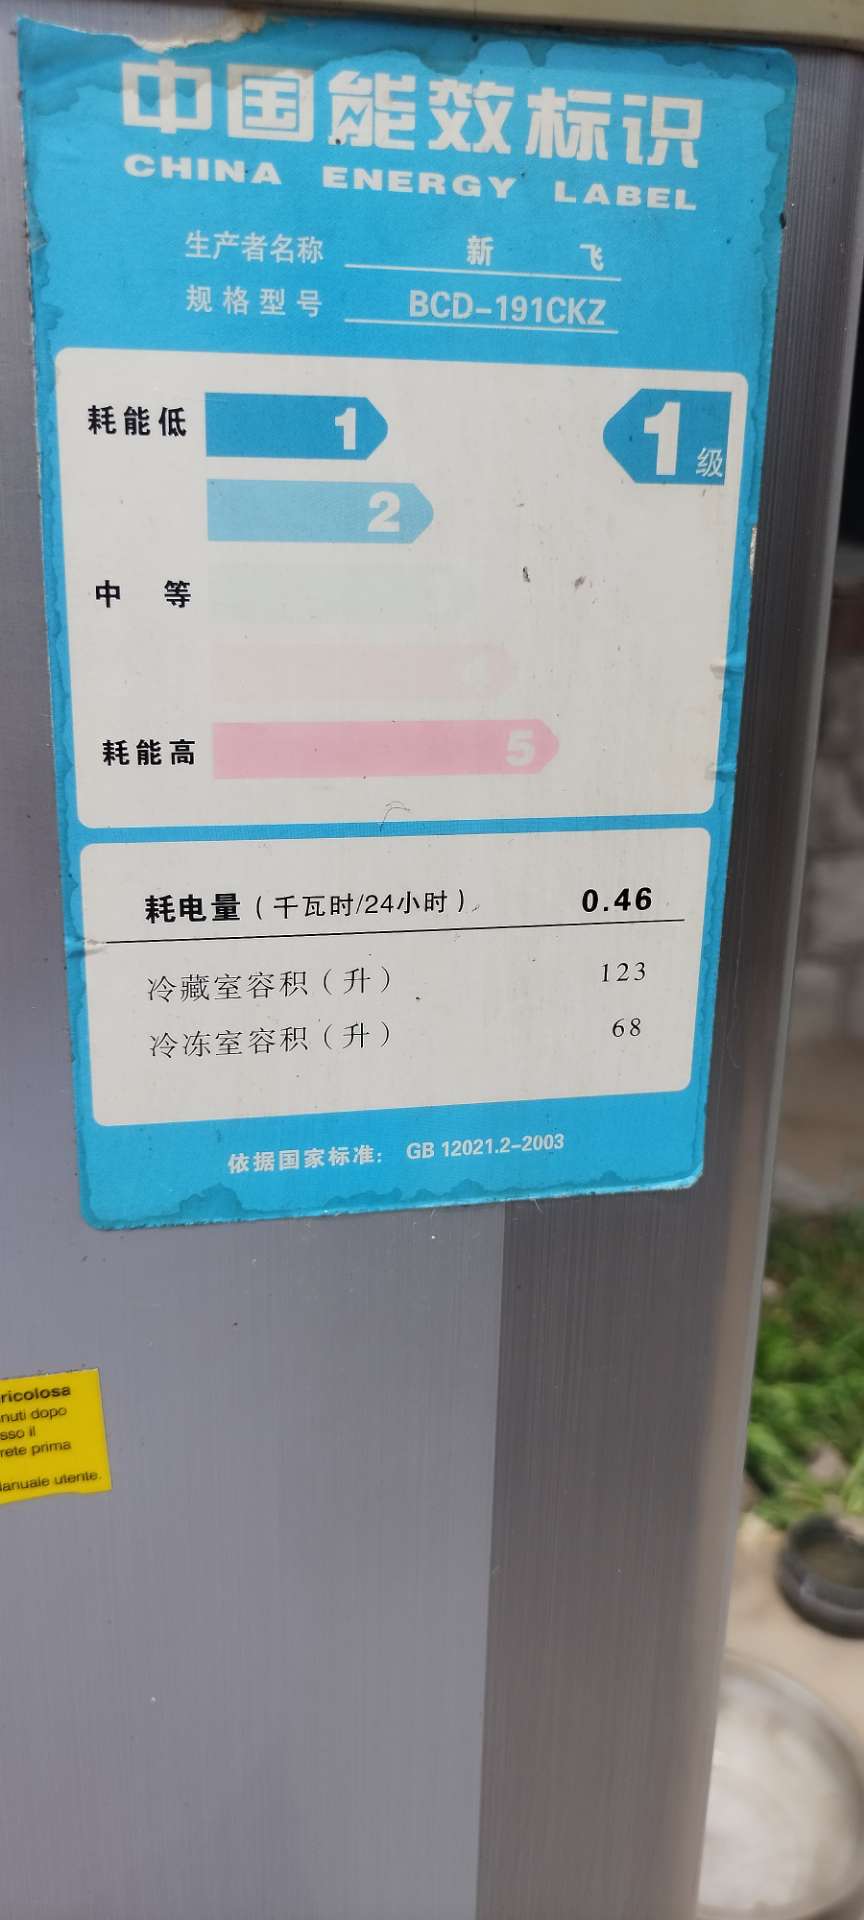 中国能效标识
CHINA ENERGY LABEL
生产者名称 新 飞
规格型号 BCD-191CKZ
耗能低 1 1级
2
中 等
4
耗能高 5
耗电量（千瓦时/24小时） 0.46
冷藏室容积（升） 123
冷冻室容积（升） 68
依据国家标准： GB 12021.2-2003
ricolosa
nuti dopo
sso il
rete prima
anuale utente.